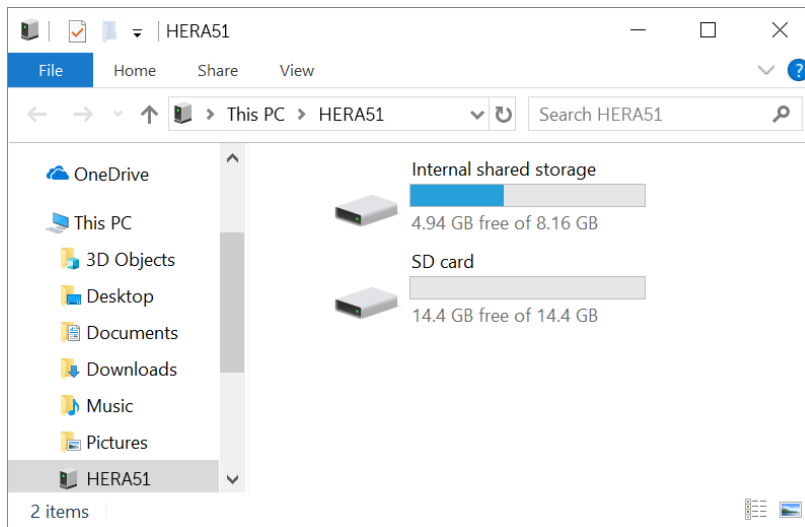 HERA51
File Home Share View
This PC > HERA51
Search HERA51
OneDrive
This PC
3D Objects
Desktop
Documents
Downloads
Music
Pictures
HERA51
Internal shared storage
4.94 GB free of 8.16 GB
SD card
14.4 GB free of 14.4 GB
2 items